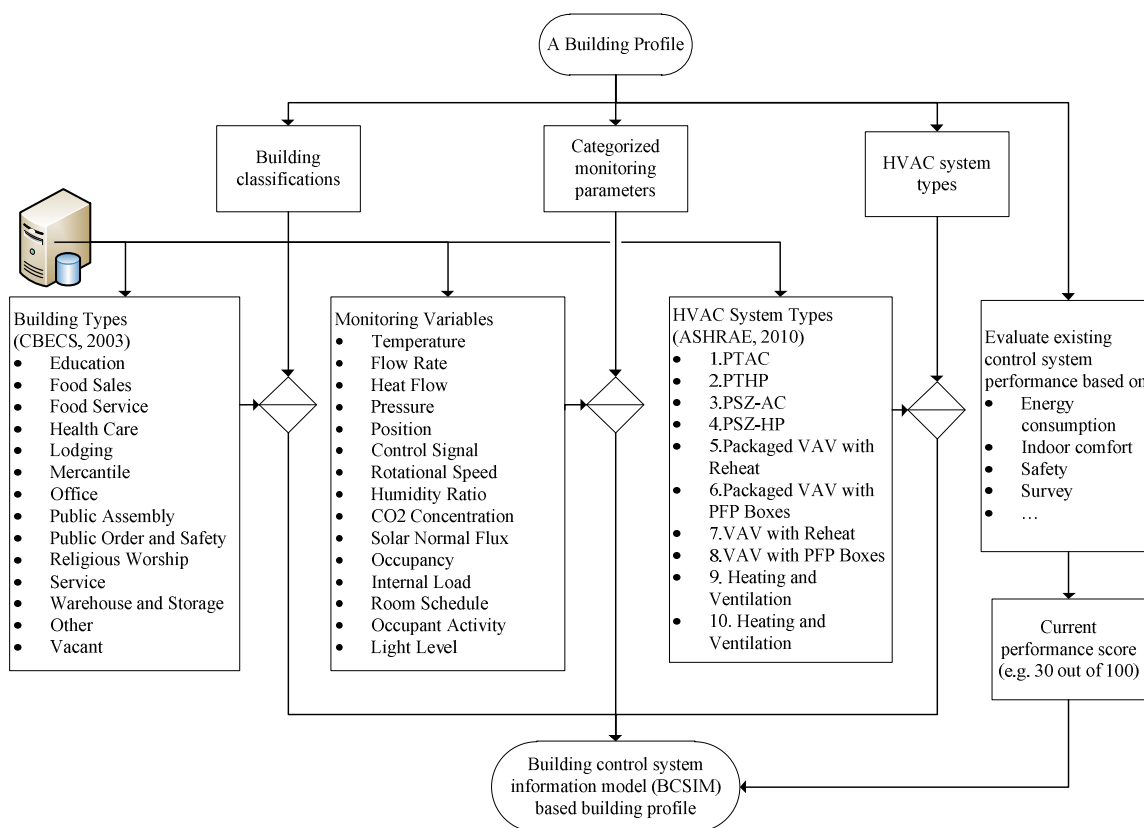 A Building Profile
Building
classifications
Categorized
monitoring
parameters
HVAC system
types
Building Types
(CBECS, 2003)
• Education
• Food Sales
• Food Service
• Health Care
• Lodging
• Mercantile
• Office
• Public Assembly
• Public Order and Safety
• Religious Worship
• Service
• Warehouse and Storage
• Other
• Vacant
Monitoring Variables
• Temperature
• Flow Rate
• Heat Flow
• Pressure
• Position
• Control Signal
• Rotational Speed
• Humidity Ratio
• CO2 Concentration
• Solar Normal Flux
• Occupancy
• Internal Load
• Room Schedule
• Occupant Activity
• Light Level
HVAC System Types
(ASHRAE, 2010)
• 1.PTAC
• 2.PTHP
• 3.PSZ-AC
• 4.PSZ-HP
• 5.Packaged VAV with
Reheat
• 6.Packaged VAV with
PFP Boxes
• 7.VAV with Reheat
• 8.VAV with PFP Boxes
• 9. Heating and
Ventilation
• 10. Heating and
Ventilation
Evaluate existing
control system
performance based on
• Energy
consumption
• Indoor comfort
• Safety
• Survey
• …
Current
performance score
(e.g. 30 out of 100)
Building control system
information model (BCSIM)
based building profile